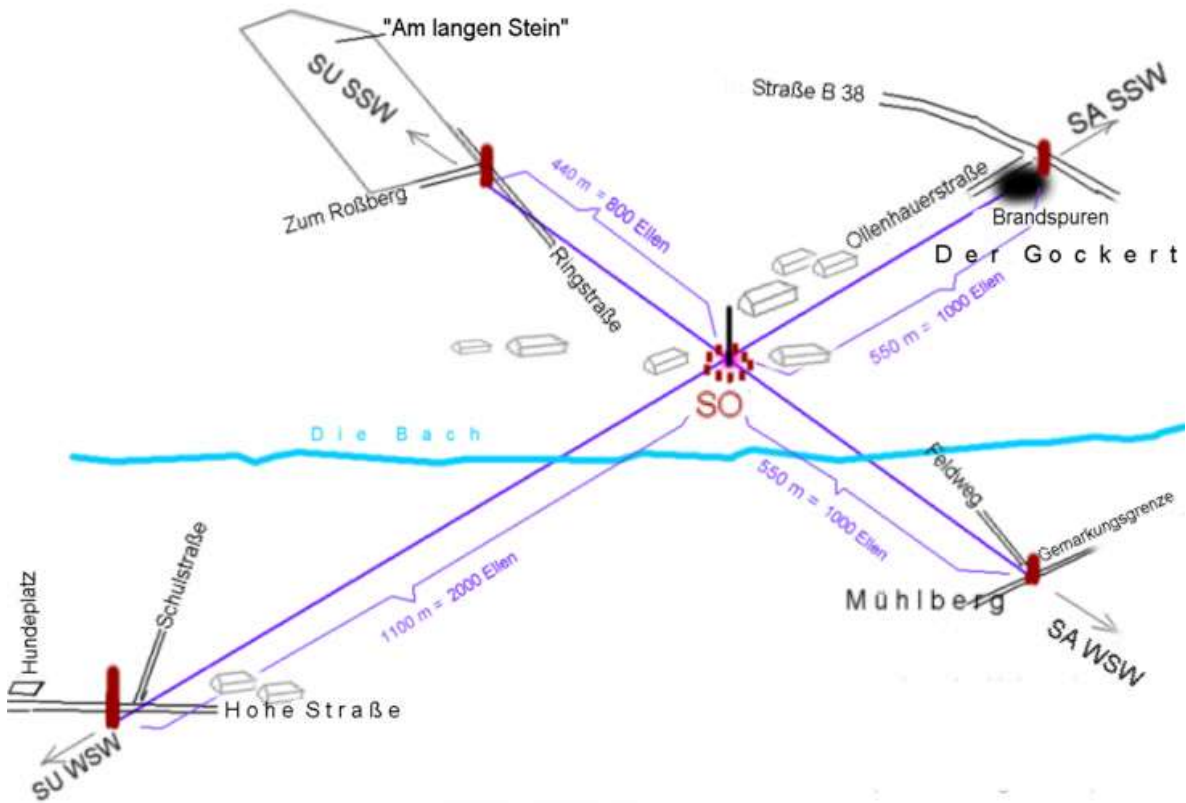 "Am langen Stein"
SU SSW
Straße B 38
SA SSW
440 m = 800 Ellen
Zum Roßberg
Ollenhauerstraße
Brandspuren
Der Gockert
Ringstraße
550 m = 1000 Ellen
SO
Die Bach
Feldweg
550 m = 1000 Ellen
Gemarkungsgrenze
Mühlberg
1100 m = 2000 Ellen
Schulstraße
Hundeplatz
SA WSW
Hohe Straße
SU WSW